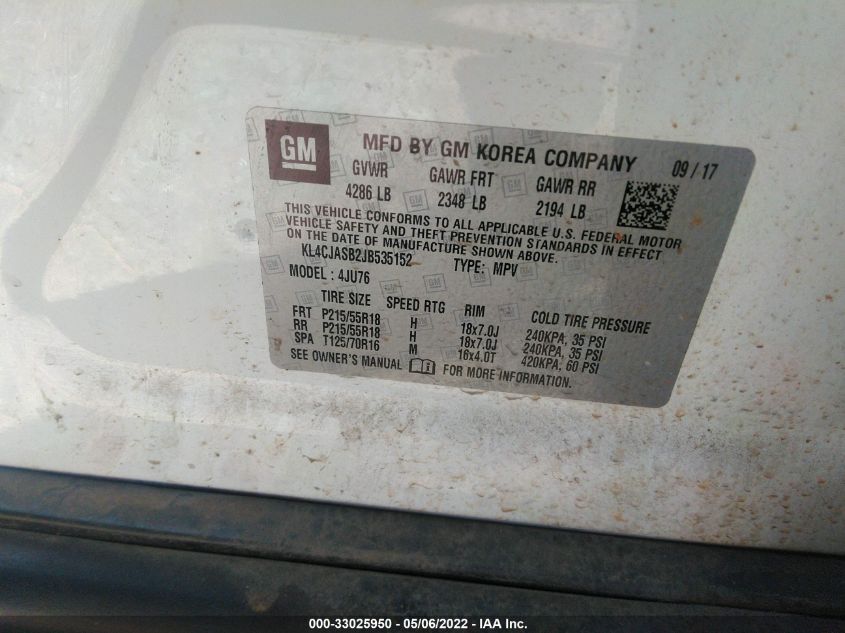 GM
MFD BY GM KOREA COMPANY 09 / 17
GVWR GAWR FRT GAWR RR
4286 LB 2348 LB 2194 LB
THIS VEHICLE CONFORMS TO ALL APPLICABLE U.S. FEDERAL MOTOR
VEHICLE SAFETY AND THEFT PREVENTION STANDARDS IN EFFECT
ON THE DATE OF MANUFACTURE SHOWN ABOVE.
KL4CJASB2JB535152 TYPE: MPV
MODEL : 4JU76
TIRE SIZE SPEED RTG RIM COLD TIRE PRESSURE
FRT P215/55R18 H 18x7.0J 240KPA, 35 PSI
RR P215/55R18 H 18x7.0J 240KPA, 35 PSI
SPA T125/70R16 M 16x4.0T 420KPA, 60 PSI
SEE OWNER'S MANUAL FOR MORE INFORMATION.
000-33025950 - 05/06/2022 - IAA Inc.